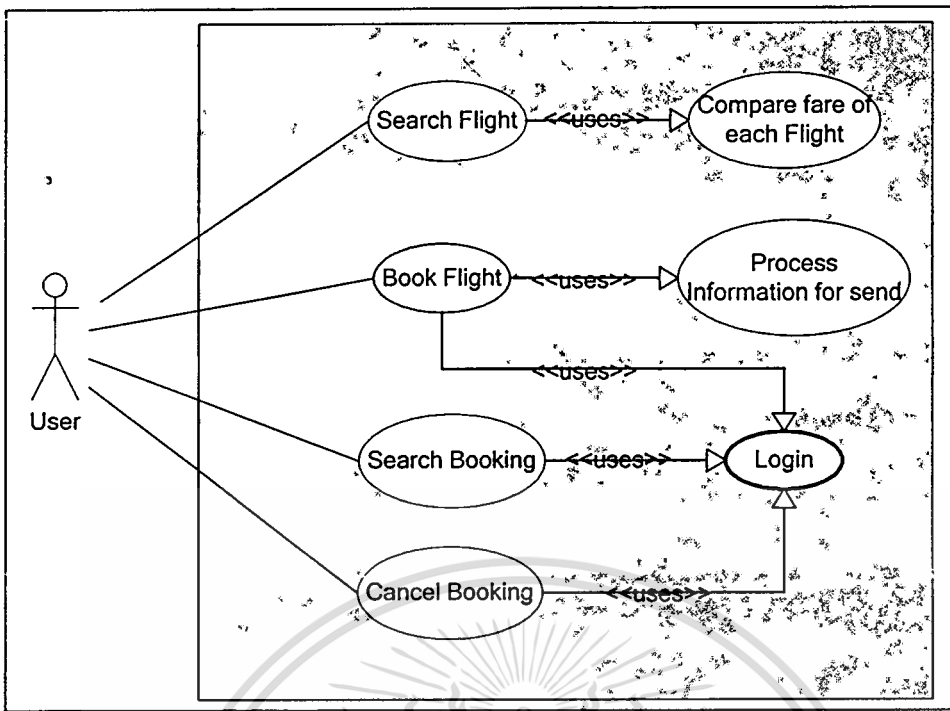 Search Flight
<<uses>>
Compare fare of
each Flight
Book Flight
<<uses>>
Process
Information for send
<<uses>>
User
Search Booking
<<uses>>
Login
Cancel Booking
<<uses>>